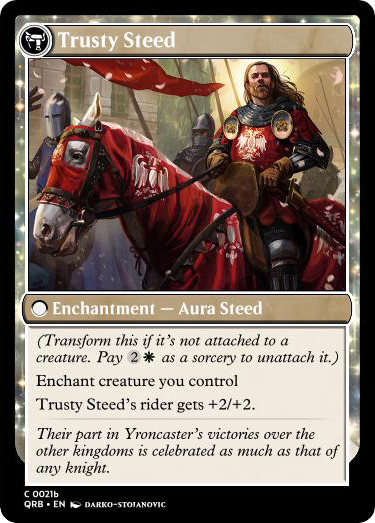 Trusty Steed
Enchantment — Aura Steed
(Transform this if it's not attached to a
creature. Pay 2 as a sorcery to unattach it.)
Enchant creature you control
Trusty Steed's rider gets +2/+2.
Their part in Yroncaster's victories over the
other kingdoms is celebrated as much as that of
any knight.
C 0021b
QRB • EN DARKO-STOJANOVIC